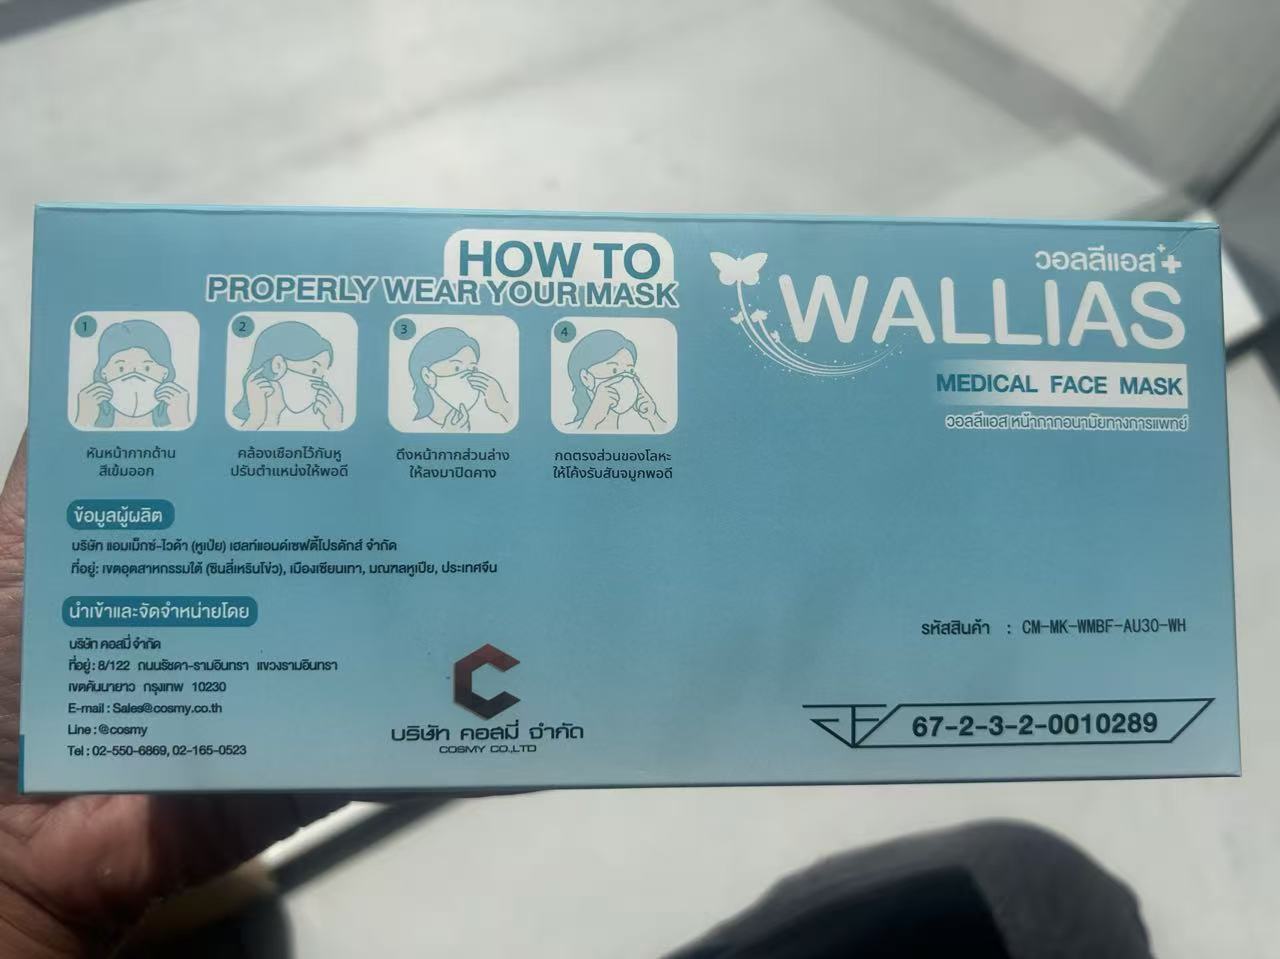 HOW TO
PROPERLY WEAR YOUR MASK
1
2
3
4
หันหน้ากากด้าน
สีเข้มออก
คล้องเชือกไว้กับหู
ปรับตำแหน่งให้พอดี
ดึงหน้ากากส่วนล่าง
ให้ลงมาปิดคาง
กดตรงส่วนของโลหะ
ให้โค้งรับสันจมูกพอดี
ข้อมูลผู้ผลิต
บริษัท แอมเม็กซ์-ไวด้า (หูเป่ย) เฮลท์แอนด์เซฟตี้โปรดักส์ จำกัด
ที่อยู่: เขตอุตสาหกรรมใต้ (ซินลี่เหรินโข่ว), เมืองเซียนเทา, มณฑลหูเป่ย, ประเทศจีน
นำเข้าและจัดจำหน่ายโดย
บริษัท คอสมี่ จำกัด
ที่อยู่: 8/122 ถนนรัชดา-รามอินทรา แขวงรามอินทรา
เขตคันนายาว กรุงเทพ 10230
E-mail : Sales@cosmy.co.th
Line : @cosmy
Tel : 02-550-6869, 02-165-0523
บริษัท คอสมี่ จำกัด
COSMY CO.,LTD
วอลลีแอส
WALLIAS
MEDICAL FACE MASK
วอลลีแอส หน้ากากอนามัยทางการแพทย์
รหัสสินค้า : CM-MK-WMBF-AU30-WH
67-2-3-2-0010289